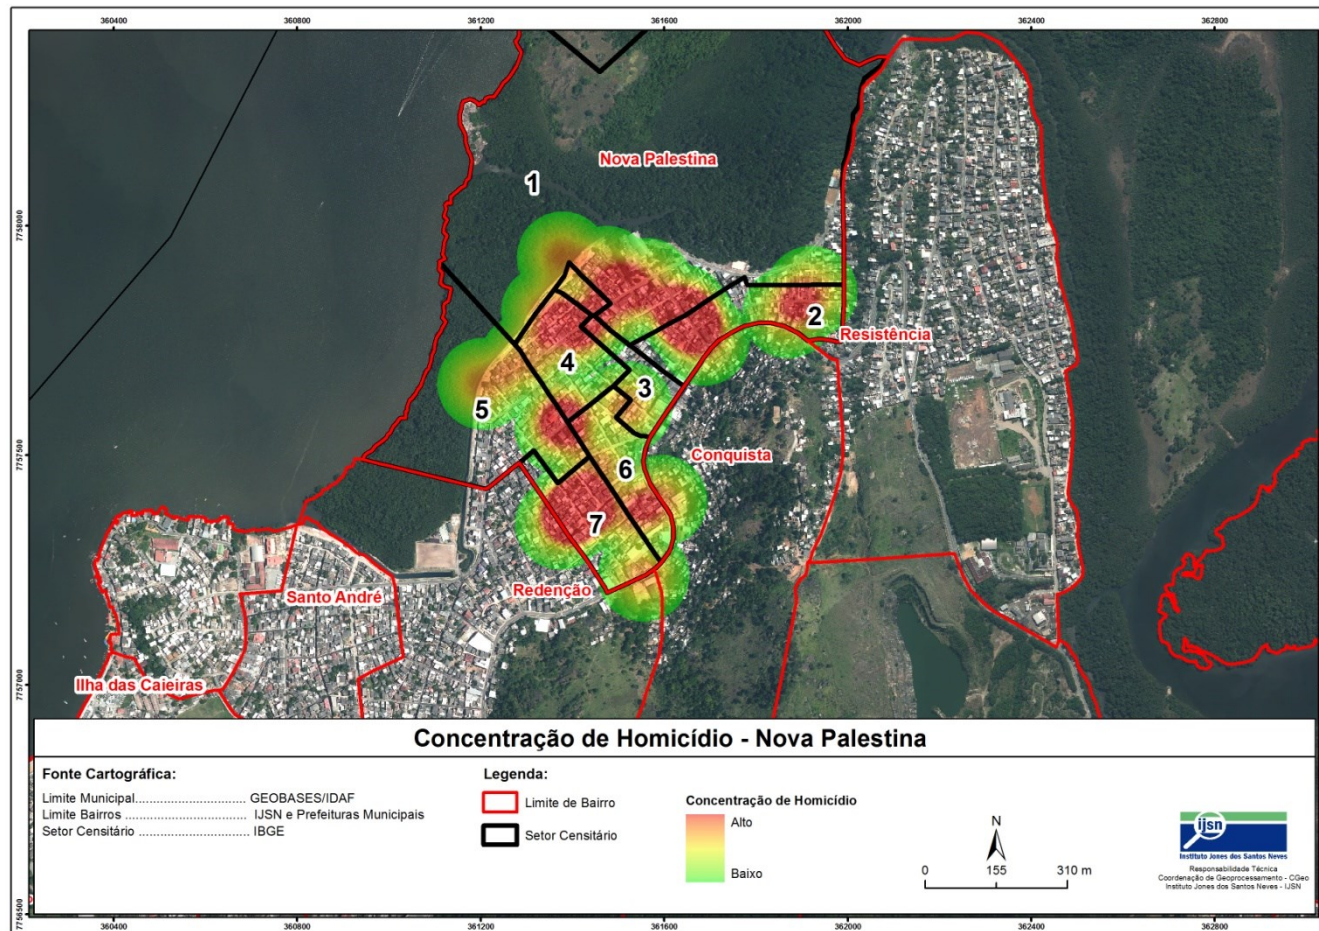 360400 360800 361200 361600 362000 362400 362800
7758000
7757500
7757000
7756500
Nova Palestina
1
2
Resistência
4
3
5
Conquista
6
7
Redenção
Santo André
Ilha das Caieiras
Concentração de Homicídio - Nova Palestina
Fonte Cartográfica:
Limite Municipal.............................. GEOBASES/IDAF
Limite Bairros ................................. IJSN e Prefeituras Municipais
Setor Censitário .............................. IBGE
Legenda:
Limite de Bairro
Setor Censitário
Concentração de Homicídio
Alto
Baixo
N
0 155 310 m
ijsn
Instituto Jones dos Santos Neves
Responsabilidade Técnica
Coordenação de Geoprocessamento - CGeo
Instituto Jones dos Santos Neves - IJSN
360400 360800 361200 361600 362000 362400 362800